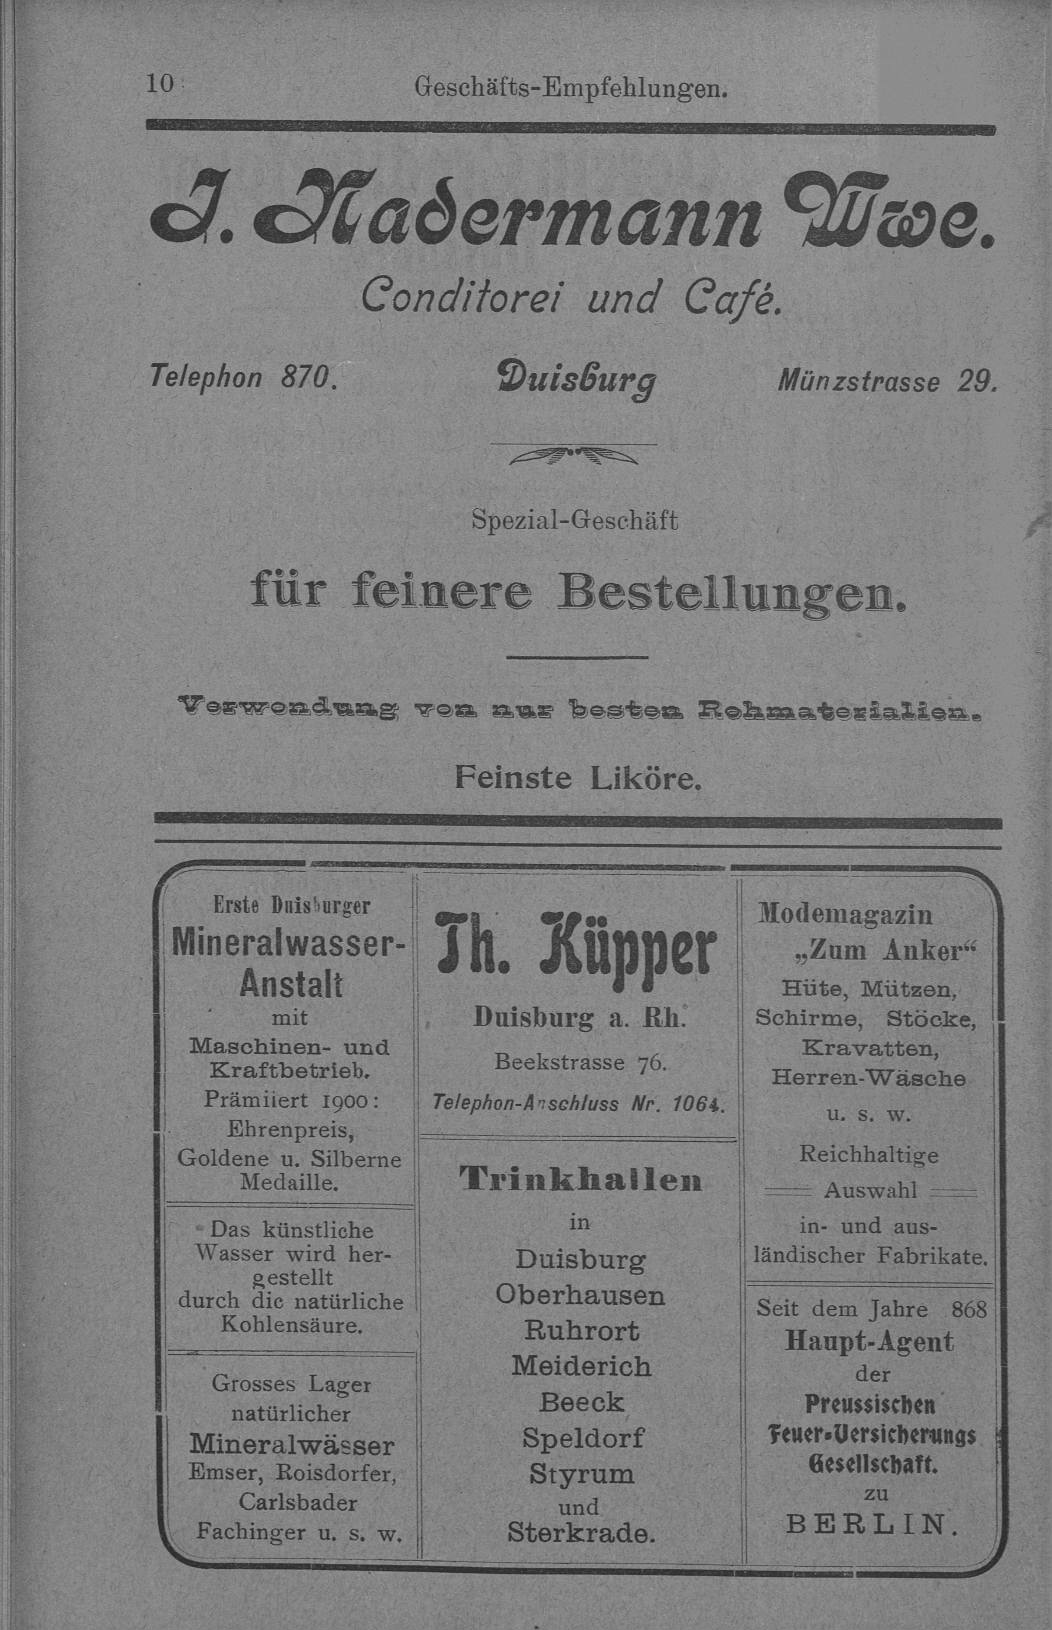 10
Geschäfts-Empfehlungen.
J. Nadermann Wwe.
Conditorei und Café.
Telephon 870. Duisburg Münzstrasse 29.
Spezial-Geschäft
für feinere Bestellungen.
Verwendung von nur besten Rohmaterialien.
Feinste Liköre.
Erste Duisburger
Mineralwasser-
Anstalt
mit
Maschinen- und
Kraftbetrieb.
Prämiiert 1900:
Ehrenpreis,
Goldene u. Silberne
Medaille.
Das künstliche
Wasser wird her-
gestellt
durch die natürliche
Kohlensäure.
Grosses Lager
natürlicher
Mineralwässer
Emser, Roisdorfer,
Carlsbader
Fachinger u. s. w.
Th. Küpper
Duisburg a. Rh.
Beekstrasse 76.
Telephon-Anschluss Nr. 1064.
Trinkhallen
in
Duisburg
Oberhausen
Ruhrort
Meiderich
Beeck
Speldorf
Styrum
und
Sterkrade.
Modemagazin
„Zum Anker“
Hüte, Mützen,
Schirme, Stöcke,
Kravatten,
Herren-Wäsche
u. s. w.
Reichhaltige
Auswahl
in- und aus-
ländischer Fabrikate.
Seit dem Jahre 868
Haupt-Agent
der
Preussischen
Feuer-Versicherungs
Gesellschaft.
zu
BERLIN.